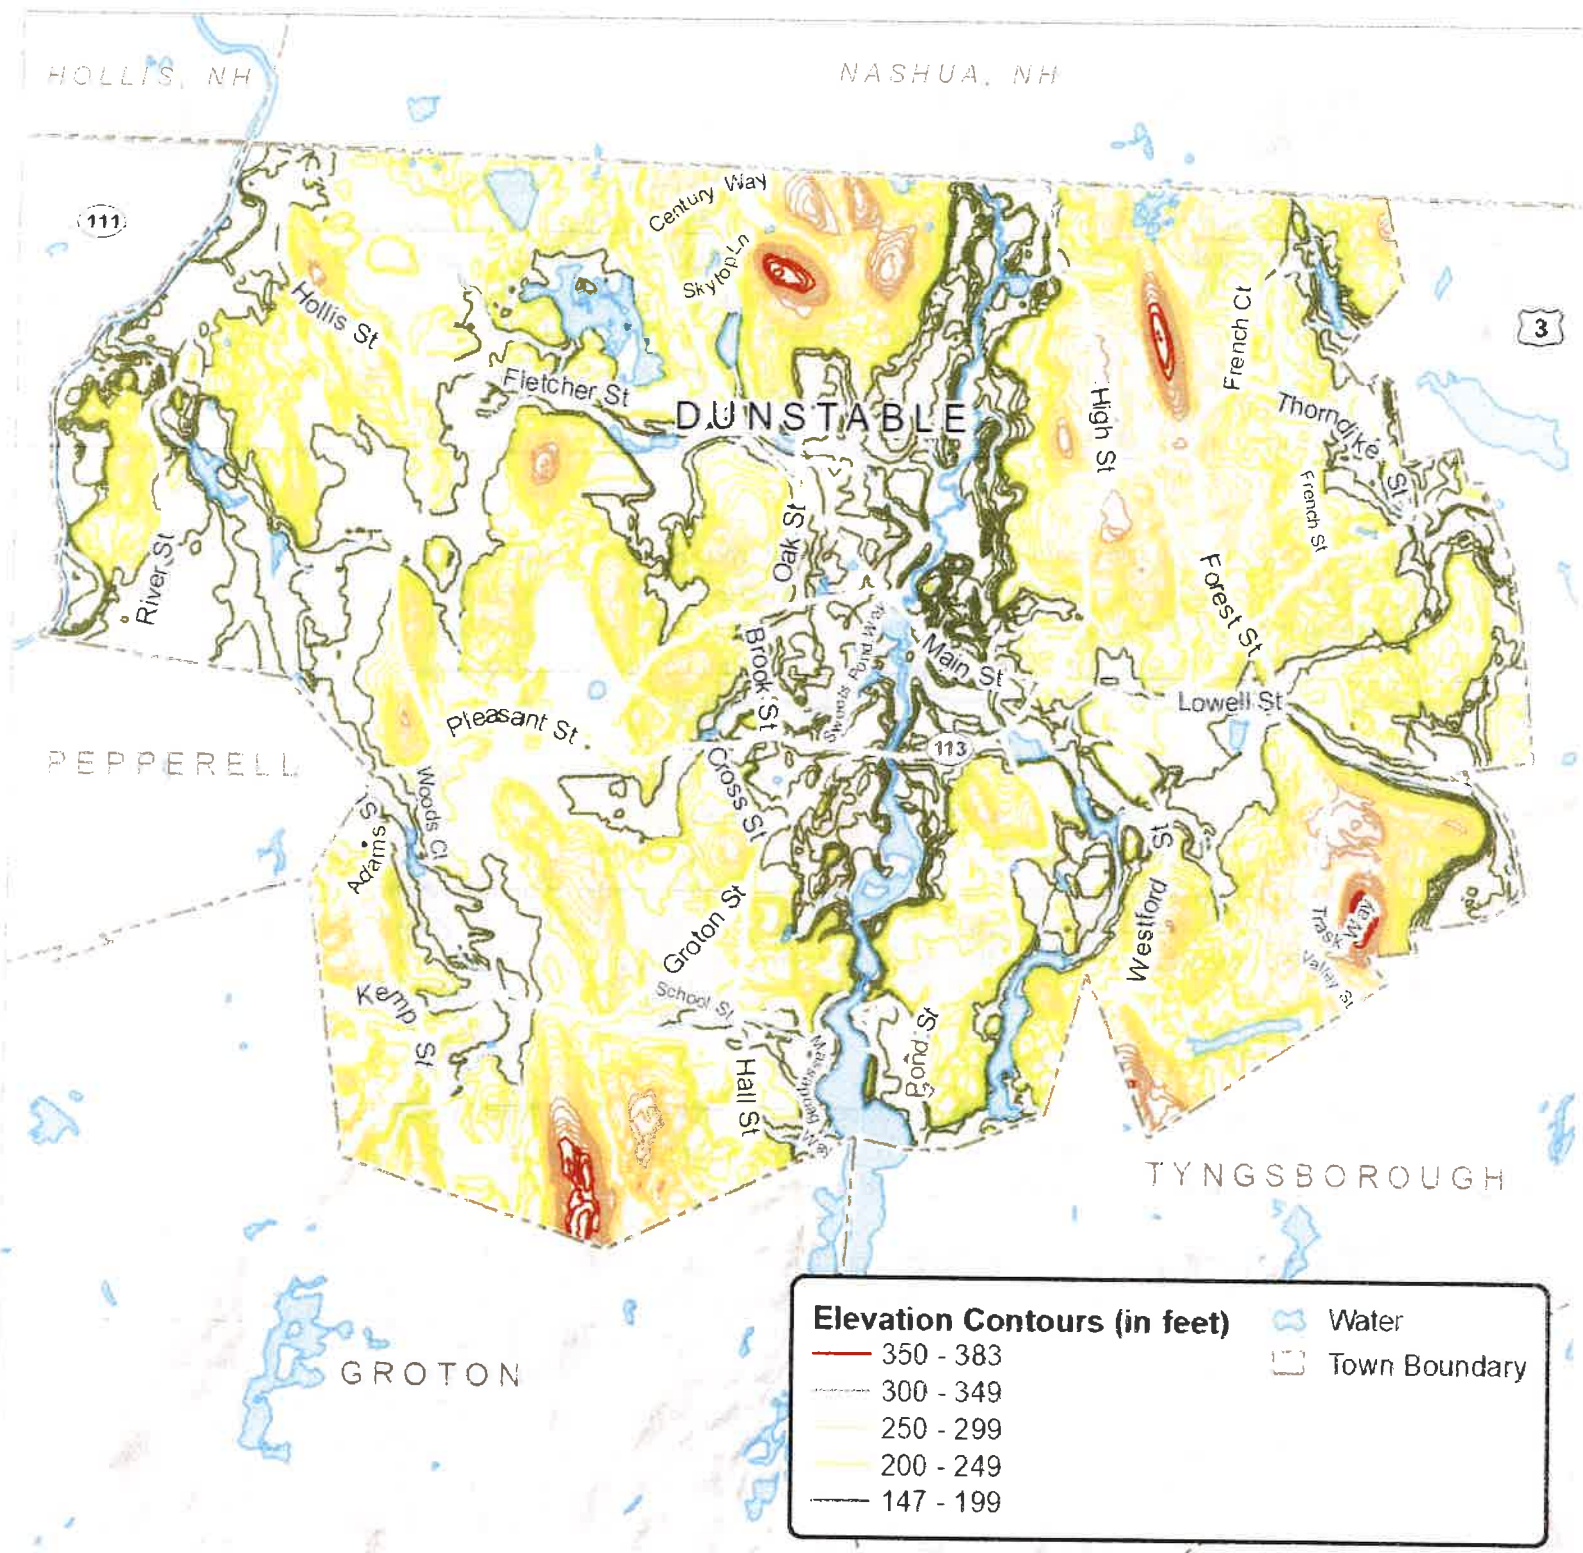 HOLLIS, NH
NASHUA, NH
111
Century Way
Skytop Ln
Hollis St
French Ct
3
Fletcher St
DUNSTABLE
High St
Thorndike St
French St
Oak St
River St
Forest St
Brook St
Sweets Pond Way
Main St
Lowell St
Pleasant St
113
PEPPERELL
Cross St
Woods Ct
Adams St
Westford St
Groton St
Trask Way
Valley St
Kemp St
School St
Pond St
Hall St
Massapoag Way
TYNGSBOROUGH
GROTON
Elevation Contours (in feet)
350 - 383
300 - 349
250 - 299
200 - 249
147 - 199
Water
Town Boundary